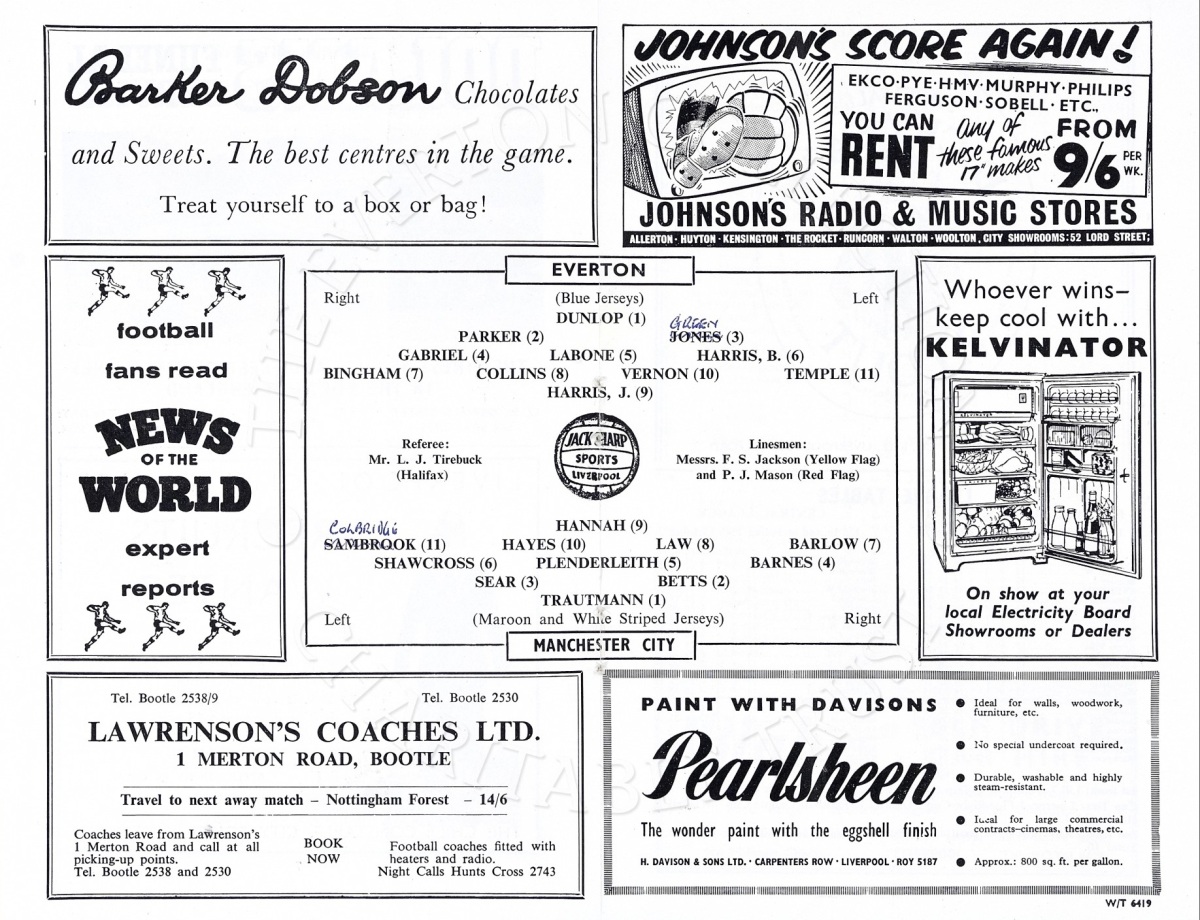 Barker Dobson Chocolates
and Sweets. The best centres in the game.
Treat yourself to a box or bag!
JOHNSON'S SCORE AGAIN!
EKCO·PYE·HMV·MURPHY·PHILIPS
FERGUSON·SOBELL·ETC..
YOU CAN
RENT
any of
these famous
17" makes
FROM
9/6 PER
WK.
JOHNSON'S RADIO & MUSIC STORES
ALLERTON · HUYTON · KENSINGTON · THE ROCKET · RUNCORN · WALTON · WOOLTON, CITY SHOWROOMS: 52 LORD STREET;
football
fans read
NEWS
OF THE
WORLD
expert
reports
EVERTON
Right (Blue Jerseys) Left
DUNLOP (1)
GREEN
PARKER (2) JONES (3)
GABRIEL (4) LABONE (5) HARRIS, B. (6)
BINGHAM (7) COLLINS (8) VERNON (10) TEMPLE (11)
HARRIS, J. (9)
Referee:
Mr. L. J. Tirebuck
(Halifax)
JACK SHARP
SPORTS
LIVERPOOL
Linesmen:
Messrs. F. S. Jackson (Yellow Flag)
and P. J. Mason (Red Flag)
HANNAH (9)
COLBRIDGE
SAMBROOK (11) HAYES (10) LAW (8) BARLOW (7)
SHAWCROSS (6) PLENDERLEITH (5) BARNES (4)
SEAR (3) BETTS (2)
TRAUTMANN (1)
Left (Maroon and White Striped Jerseys) Right
MANCHESTER CITY
Whoever wins–
keep cool with...
KELVINATOR
On show at your
local Electricity Board
Showrooms or Dealers
Tel. Bootle 2538/9 Tel. Bootle 2530
LAWRENSON'S COACHES LTD.
1 MERTON ROAD, BOOTLE
Travel to next away match – Nottingham Forest – 14/6
Coaches leave from Lawrenson's
1 Merton Road and call at all
picking-up points.
Tel. Bootle 2538 and 2530
BOOK
NOW
Football coaches fitted with
heaters and radio.
Night Calls Hunts Cross 2743
PAINT WITH DAVISONS
Pearlsheen
The wonder paint with the eggshell finish
H. DAVISON & SONS LTD. · CARPENTERS ROW · LIVERPOOL · ROY 5187
● Ideal for walls, woodwork,
furniture, etc.
● No special undercoat required.
● Durable, washable and highly
steam-resistant.
● Ideal for large commercial
contracts–cinemas, theatres, etc.
● Approx.: 800 sq. ft. per gallon.
W/T 6419
THE EVERTON
CHARITABLE TRUST